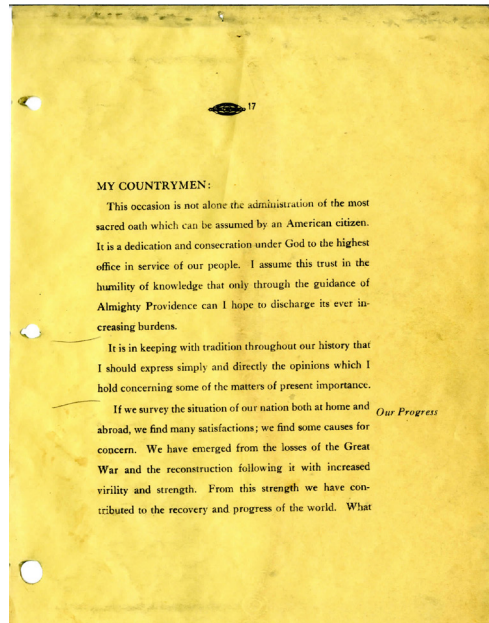 17
MY COUNTRYMEN:
This occasion is not alone the administration of the most
sacred oath which can be assumed by an American citizen.
It is a dedication and consecration under God to the highest
office in service of our people. I assume this trust in the
humility of knowledge that only through the guidance of
Almighty Providence can I hope to discharge its ever in-
creasing burdens.
It is in keeping with tradition throughout our history that
I should express simply and directly the opinions which I
hold concerning some of the matters of present importance.
If we survey the situation of our nation both at home and
Our Progress
abroad, we find many satisfactions; we find some causes for
concern. We have emerged from the losses of the Great
War and the reconstruction following it with increased
virility and strength. From this strength we have con-
tributed to the recovery and progress of the world. What